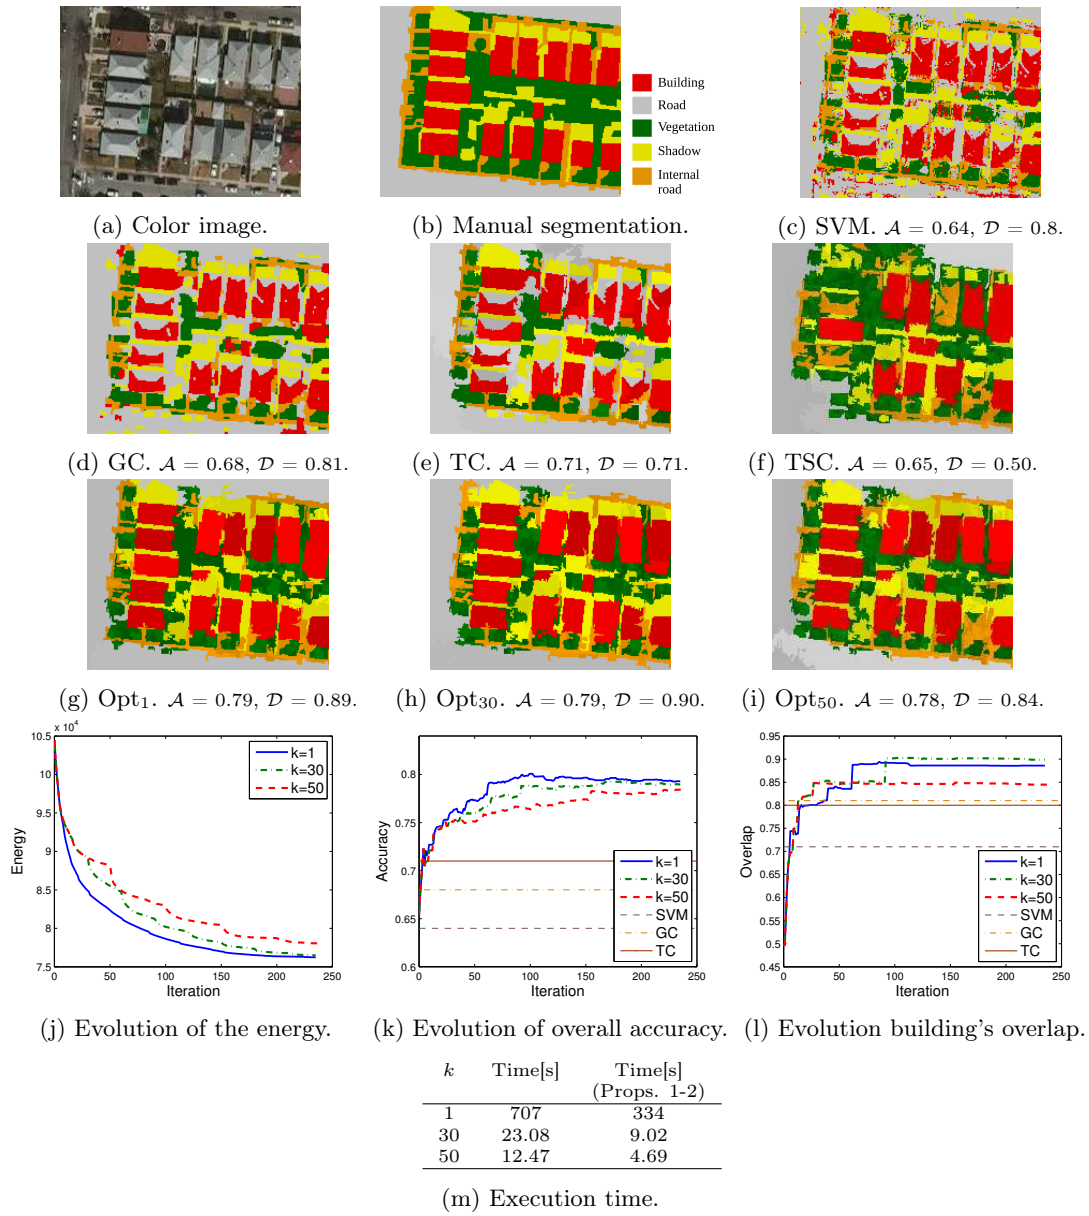 Building
Road
Vegetation
Shadow
Internal
road
(a) Color image.
(b) Manual segmentation.
(c) SVM. 𝒜 = 0.64, 𝒟 = 0.8.
(d) GC. 𝒜 = 0.68, 𝒟 = 0.81.
(e) TC. 𝒜 = 0.71, 𝒟 = 0.71.
(f) TSC. 𝒜 = 0.65, 𝒟 = 0.50.
(g) Opt₁. 𝒜 = 0.79, 𝒟 = 0.89.
(h) Opt₃₀. 𝒜 = 0.79, 𝒟 = 0.90.
(i) Opt₅₀. 𝒜 = 0.78, 𝒟 = 0.84.
x 10⁴
10.5
10
9.5
9
8.5
8
7.5
0 50 100 150 200 250
Energy
Iteration
k=1
k=30
k=50
0.8
0.75
0.7
0.65
0.6
0 50 100 150 200 250
Accuracy
Iteration
k=1
k=30
k=50
SVM
GC
TC
0.95
0.9
0.85
0.8
0.75
0.7
0.65
0.6
0.55
0.5
0.45
0 50 100 150 200 250
Overlap
Iteration
k=1
k=30
k=50
SVM
GC
TC
(j) Evolution of the energy.
(k) Evolution of overall accuracy.
(l) Evolution building's overlap.
k Time[s] Time[s]
(Props. 1-2)
1 707 334
30 23.08 9.02
50 12.47 4.69
(m) Execution time.